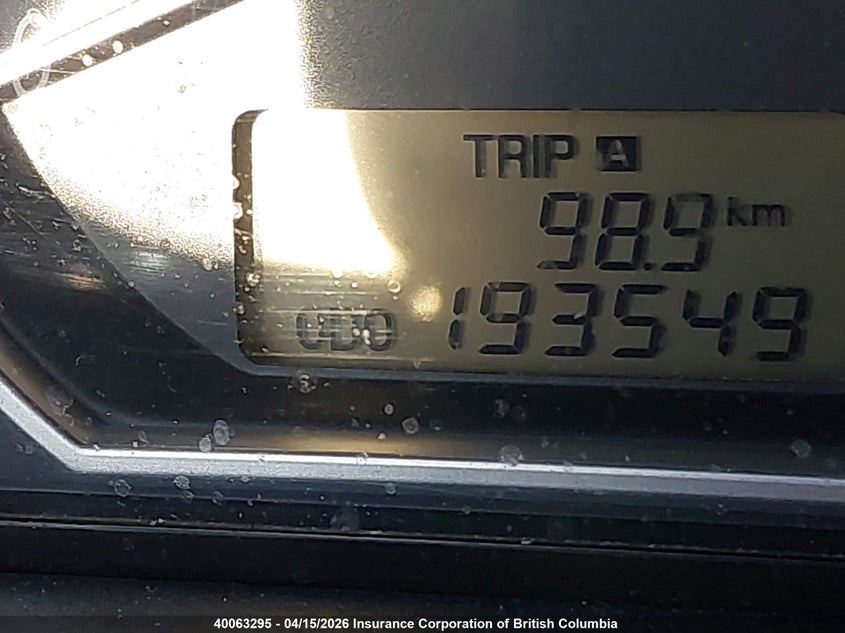 TRIP A
98.9 km
ODO 193549
40063295 - 04/15/2026 Insurance Corporation of British Columbia